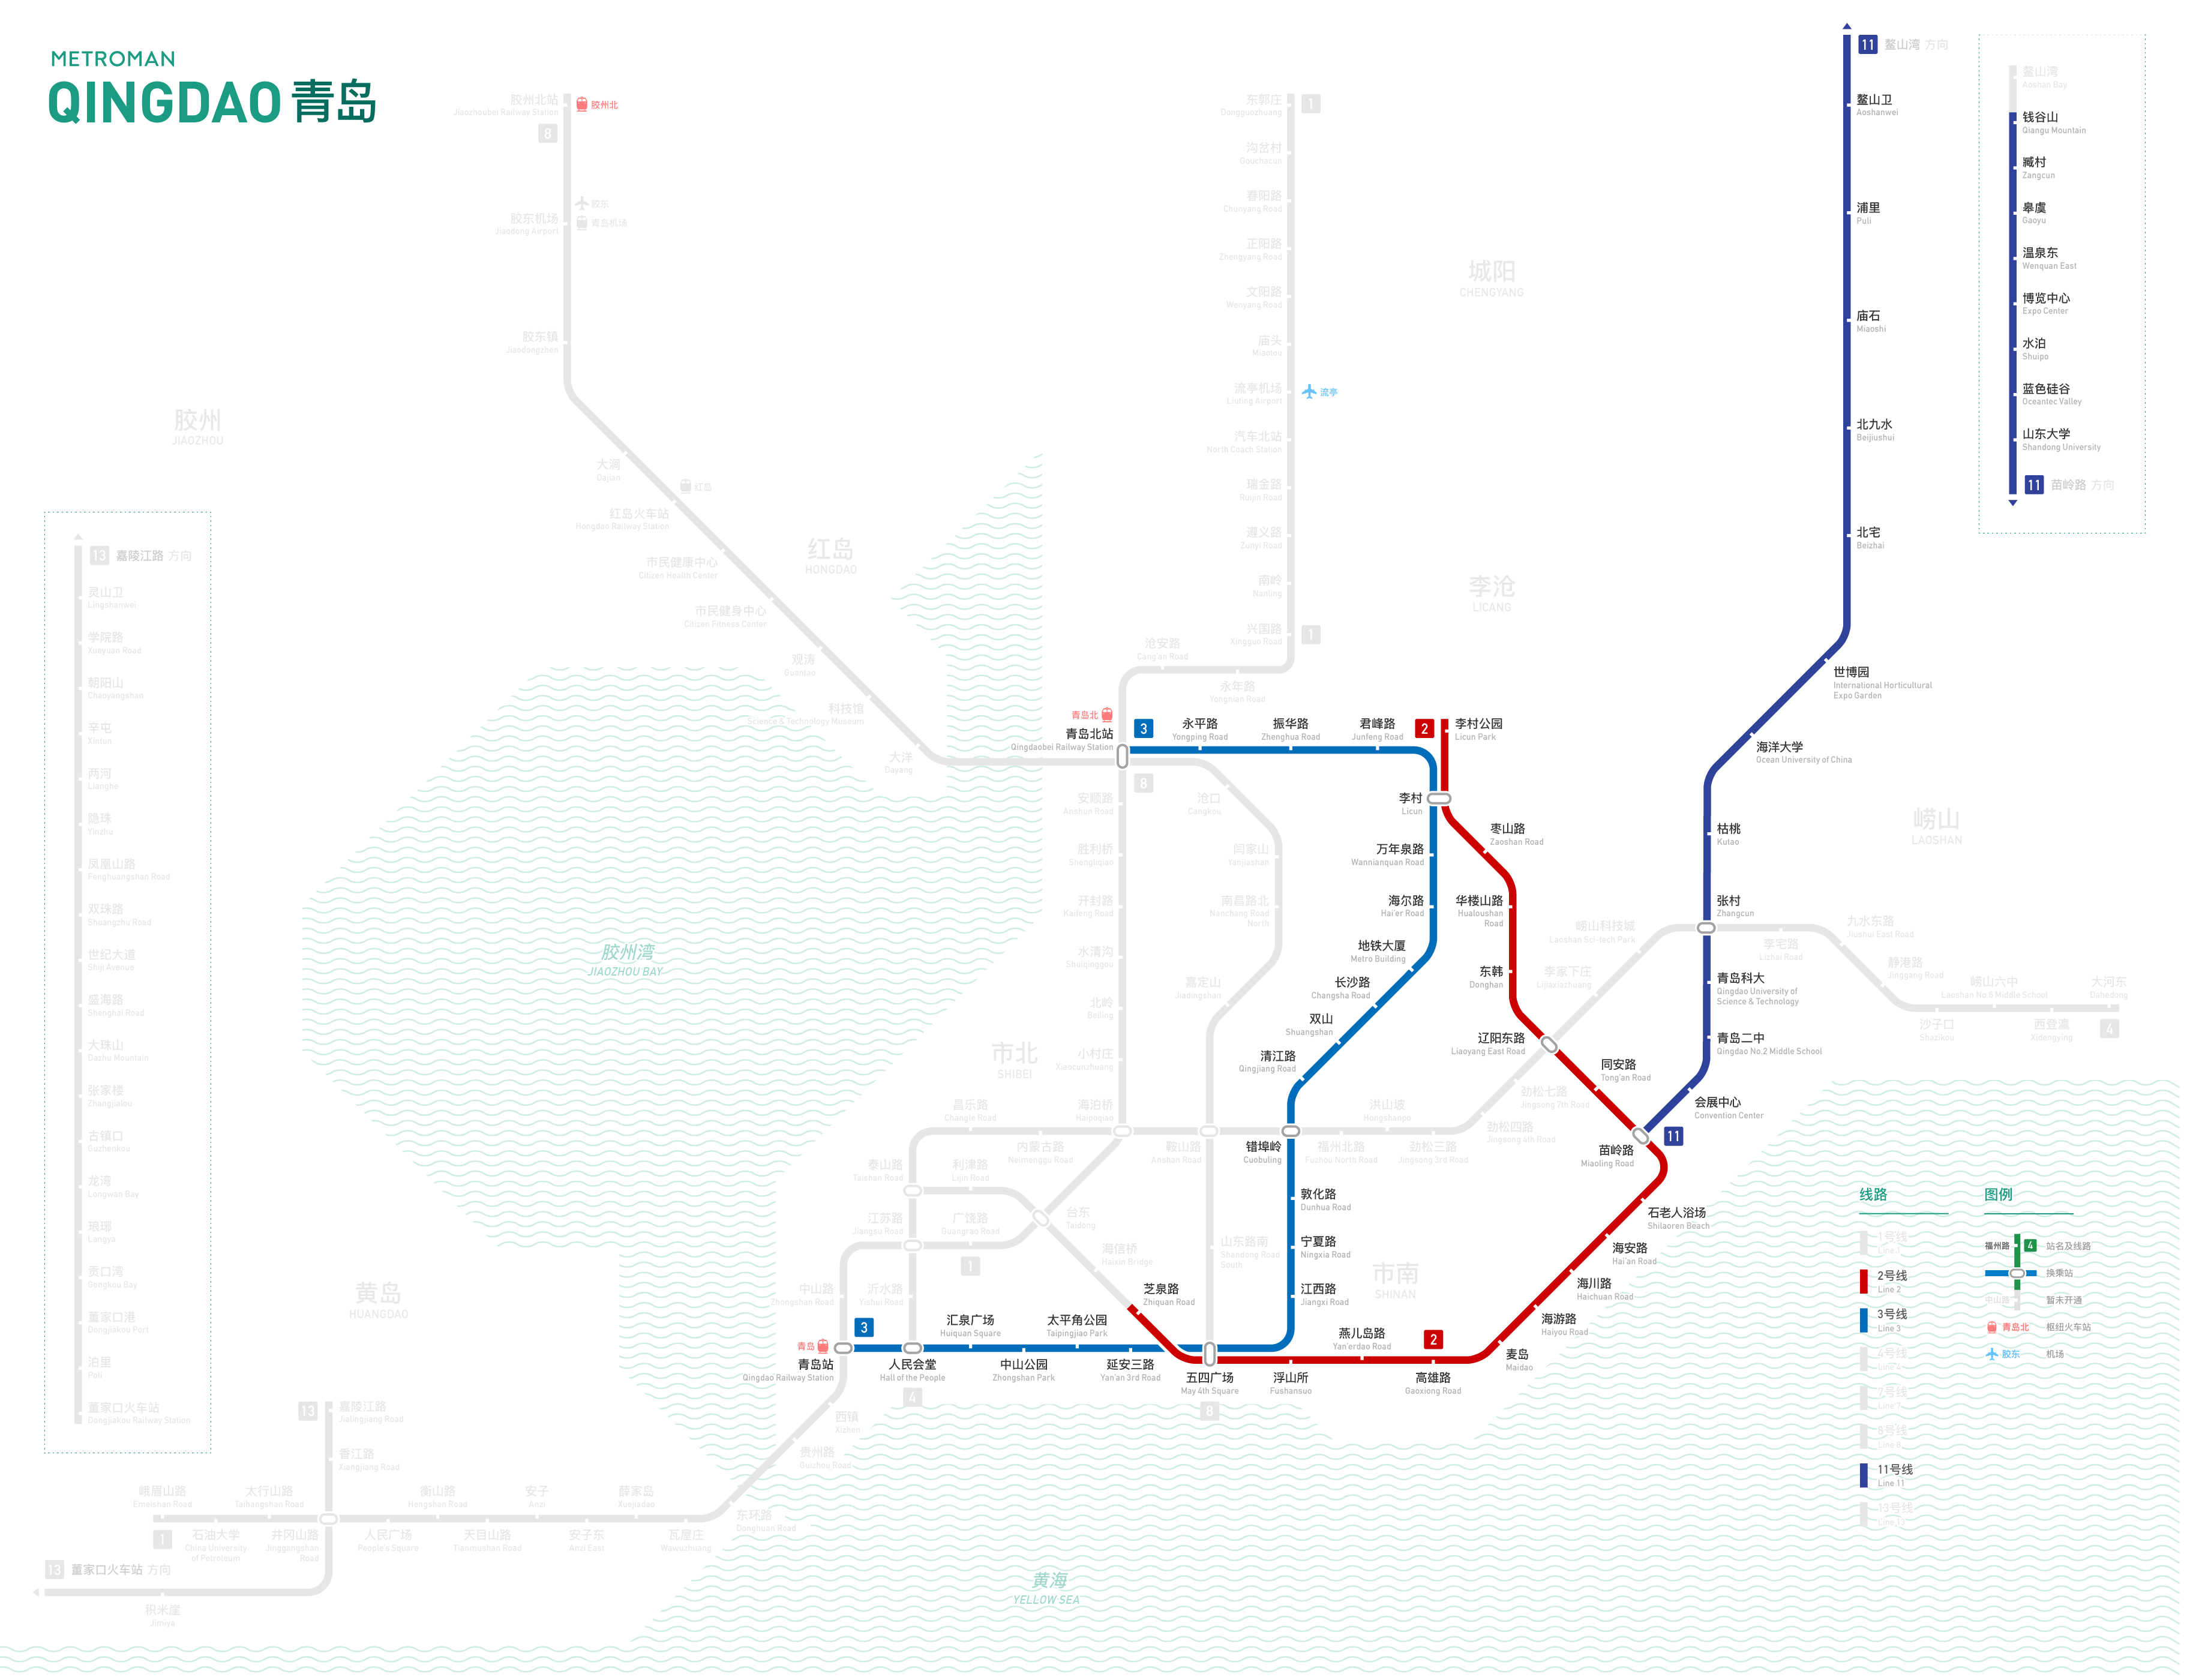 METROMAN
QINGDAO 青岛
胶州北站
Jiaozhoubei Railway Station
8
胶州北
胶东机场
Jiaodong Airport
胶东
青岛机场
胶东镇
Jiaodongzhen
大涧
Dajian
红岛
红岛火车站
Hongdao Railway Station
市民健康中心
Citizen Health Center
市民健身中心
Citizen Fitness Center
观涛
Guantao
科技馆
Science & Technology Museum
大洋
Dayang
胶州
JIAOZHOU
红岛
HONGDAO
城阳
CHENGYANG
李沧
LICANG
崂山
LAOSHAN
市北
SHIBEI
市南
SHINAN
黄岛
HUANGDAO
胶州湾
JIAOZHOU BAY
黄海
YELLOW SEA
东郭庄
Dongguozhuang
1
沟岔村
Gouchacun
春阳路
Chunyang Road
正阳路
Zhengyang Road
文阳路
Wenyang Road
庙头
Miaotou
流亭机场
Liuting Airport
流亭
汽车北站
North Coach Station
瑞金路
Ruijin Road
遵义路
Zunyi Road
南岭
Nanling
兴国路
Xingguo Road
1
沧安路
Cang'an Road
永年路
Yongnian Road
11 鳌山湾 方向
鳌山卫
Aoshanwei
浦里
Puli
庙石
Miaoshi
北九水
Beijiushui
北宅
Beizhai
世博园
International Horticultural
Expo Garden
海洋大学
Ocean University of China
枯桃
Kutao
张村
Zhangcun
青岛科大
Qingdao University of
Science & Technology
青岛二中
Qingdao No.2 Middle School
会展中心
Convention Center
11
苗岭路
Miaoling Road
鳌山湾
Aoshan Bay
钱谷山
Qiangu Mountain
臧村
Zangcun
皋虞
Gaoyu
温泉东
Wenquan East
博览中心
Expo Center
水泊
Shuipo
蓝色硅谷
Oceantec Valley
山东大学
Shandong University
11 苗岭路 方向
13 嘉陵江路 方向
灵山卫
Lingshanwei
学院路
Xueyuan Road
朝阳山
Chaoyangshan
辛屯
Xintun
两河
Lianghe
隐珠
Yinzhu
凤凰山路
Fenghuangshan Road
双珠路
Shuangzhu Road
世纪大道
Shiji Avenue
盛海路
Shenghai Road
大珠山
Dazhu Mountain
张家楼
Zhangjialou
古镇口
Guzhenkou
龙湾
Longwan Bay
琅琊
Langya
贡口湾
Gongkou Bay
董家口港
Dongjiakou Port
泊里
Poli
董家口火车站
Dongjiakou Railway Station
青岛北
青岛北站
Qingdaobei Railway Station
3
8
永平路
Yongping Road
振华路
Zhenghua Road
君峰路
Junfeng Road
2
李村公园
Licun Park
李村
Licun
万年泉路
Wannianquan Road
海尔路
Hai'er Road
地铁大厦
Metro Building
长沙路
Changsha Road
双山
Shuangshan
清江路
Qingjiang Road
错埠岭
Cuobuling
敦化路
Dunhua Road
宁夏路
Ningxia Road
江西路
Jiangxi Road
枣山路
Zaoshan Road
华楼山路
Hualoushan
Road
东韩
Donghan
辽阳东路
Liaoyang East Road
同安路
Tong'an Road
石老人浴场
Shilaoren Beach
海安路
Hai'an Road
海川路
Haichuan Road
海游路
Haiyou Road
麦岛
Maidao
2
高雄路
Gaoxiong Road
燕儿岛路
Yan'erdao Road
浮山所
Fushansuo
五四广场
May 4th Square
8
芝泉路
Zhiquan Road
延安三路
Yan'an 3rd Road
太平角公园
Taipingjiao Park
中山公园
Zhongshan Park
汇泉广场
Huiquan Square
人民会堂
Hall of the People
4
3
青岛
青岛站
Qingdao Railway Station
安顺路
Anshun Road
胜利桥
Shengliqiao
开封路
Kaifeng Road
水清沟
Shuiqinggou
北岭
Beiling
小村庄
Xiaocunzhuang
海泊桥
Haipoqiao
沧口
Cangkou
闫家山
Yanjiashan
南昌路北
Nanchang Road
North
嘉定山
Jiadingshan
鞍山路
Anshan Road
山东路南
Shandong Road
South
昌乐路
Changle Road
内蒙古路
Neimenggu Road
泰山路
Taishan Road
利津路
Lijin Road
江苏路
Jiangsu Road
广饶路
Guangrao Road
1
台东
Taidong
海信桥
Haixin Bridge
中山路
Zhongshan Road
沂水路
Yishui Road
福州北路
Fuzhou North Road
洪山坡
Hongshanpo
劲松三路
Jingsong 3rd Road
劲松四路
Jingsong 4th Road
劲松七路
Jingsong 7th Road
李家下庄
Lijiaxiazhuang
崂山科技城
Laoshan Sci-tech Park
李宅路
Lizhai Road
九水东路
Jiushui East Road
静港路
Jinggang Road
沙子口
Shazikou
崂山六中
Laoshan No.6 Middle School
西登瀛
Xidengying
大河东
Dahedong
4
西镇
Xizhen
贵州路
Guizhou Road
东环路
Donghuan Road
瓦屋庄
Wawuzhuang
薛家岛
Xuejiadao
安子东
Anzi East
安子
Anzi
天目山路
Tianmushan Road
衡山路
Hengshan Road
人民广场
People's Square
井冈山路
Jinggangshan
Road
太行山路
Taihangshan Road
石油大学
China University
of Petroleum
峨眉山路
Emeishan Road
1
13
嘉陵江路
Jialingjiang Road
香江路
Xiangjiang Road
13 董家口火车站 方向
积米崖
Jimiya
线路
1号线
Line 1
2号线
Line 2
3号线
Line 3
4号线
Line 4
7号线
Line 7
8号线
Line 8
11号线
Line 11
13号线
Line 13
图例
福州路 4 站名及线路
换乘站
中山路 暂未开通
青岛北 枢纽火车站
胶东 机场